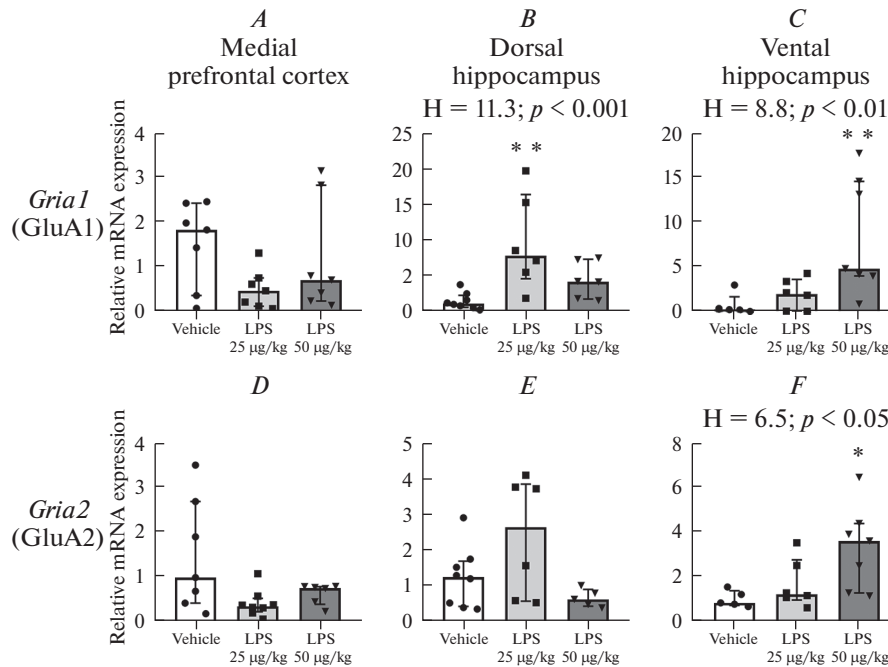 A
Medial
prefrontal cortex
B
Dorsal
hippocampus
H = 11.3; p < 0.001
C
Vental
hippocampus
H = 8.8; p < 0.01
Gria1
(GluA1)
Relative mRNA expression
4
3
2
1
0
Vehicle
LPS
25 µg/kg
LPS
50 µg/kg
25
20
15
10
2
0
* *
Vehicle
LPS
25 µg/kg
LPS
50 µg/kg
20
15
10
5
0
* *
Vehicle
LPS
25 µg/kg
LPS
50 µg/kg
D
E
F
H = 6.5; p < 0.05
Gria2
(GluA2)
Relative mRNA expression
4
3
2
1
0
Vehicle
LPS
25 µg/kg
LPS
50 µg/kg
5
4
3
2
1
0
Vehicle
LPS
25 µg/kg
LPS
50 µg/kg
8
6
4
2
0
*
Vehicle
LPS
25 µg/kg
LPS
50 µg/kg